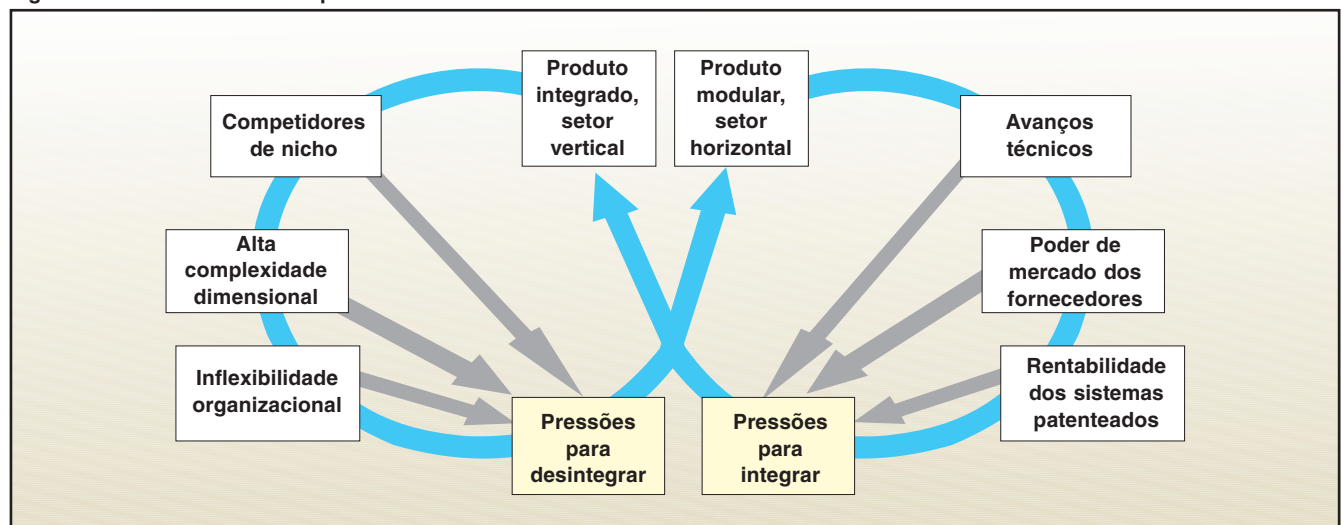 Produto
integrado,
setor
vertical
Produto
modular,
setor
horizontal
Competidores
de nicho
Avanços
técnicos
Alta
complexidade
dimensional
Poder de
mercado dos
fornecedores
Inflexibilidade
organizacional
Rentabilidade
dos sistemas
patenteados
Pressões
para
desintegrar
Pressões
para
integrar